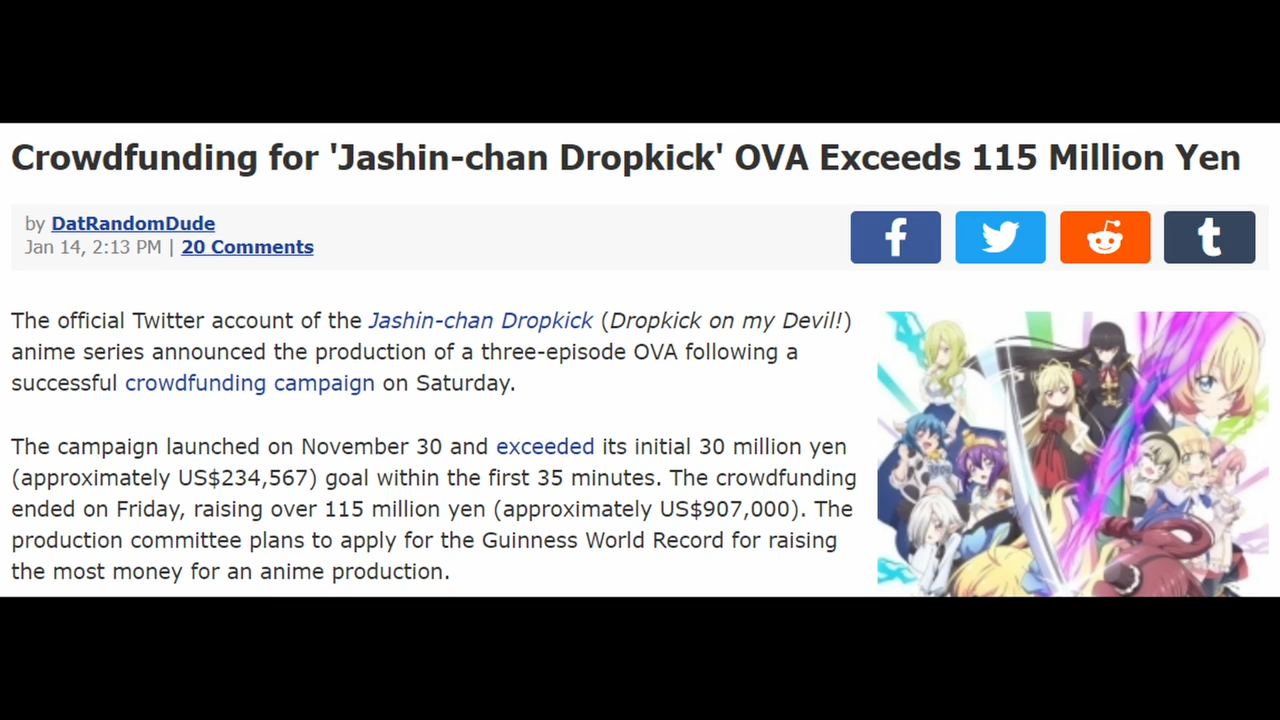 Crowdfunding for 'Jashin-chan Dropkick' OVA Exceeds 115 Million Yen
by DatRandomDude
Jan 14, 2:13 PM | 20 Comments
The official Twitter account of the Jashin-chan Dropkick (Dropkick on my Devil!)
anime series announced the production of a three-episode OVA following a
successful crowdfunding campaign on Saturday.
The campaign launched on November 30 and exceeded its initial 30 million yen
(approximately US$234,567) goal within the first 35 minutes. The crowdfunding
ended on Friday, raising over 115 million yen (approximately US$907,000). The
production committee plans to apply for the Guinness World Record for raising
the most money for an anime production.